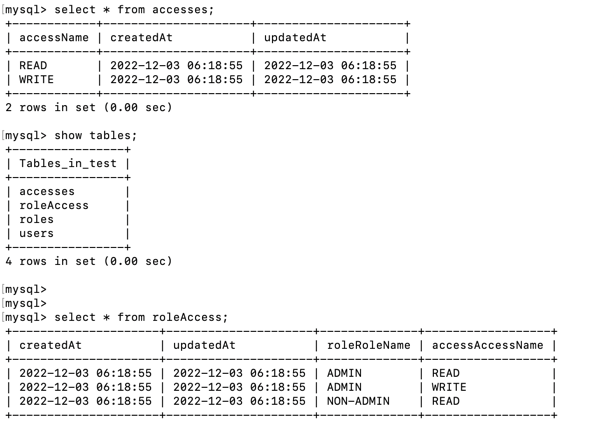 mysql> select * from accesses;
+------------+---------------------+---------------------+
| accessName | createdAt           | updatedAt           |
+------------+---------------------+---------------------+
| READ       | 2022-12-03 06:18:55 | 2022-12-03 06:18:55 |
| WRITE      | 2022-12-03 06:18:55 | 2022-12-03 06:18:55 |
+------------+---------------------+---------------------+
2 rows in set (0.00 sec)
mysql> show tables;
+----------------+
| Tables_in_test |
+----------------+
| accesses       |
| roleAccess     |
| roles          |
| users          |
+----------------+
4 rows in set (0.00 sec)
mysql>
mysql>
mysql> select * from roleAccess;
+---------------------+---------------------+--------------+------------------+
| createdAt           | updatedAt           | roleRoleName | accessAccessName |
+---------------------+---------------------+--------------+------------------+
| 2022-12-03 06:18:55 | 2022-12-03 06:18:55 | ADMIN        | READ             |
| 2022-12-03 06:18:55 | 2022-12-03 06:18:55 | ADMIN        | WRITE            |
| 2022-12-03 06:18:55 | 2022-12-03 06:18:55 | NON-ADMIN    | READ             |
+---------------------+---------------------+--------------+------------------+